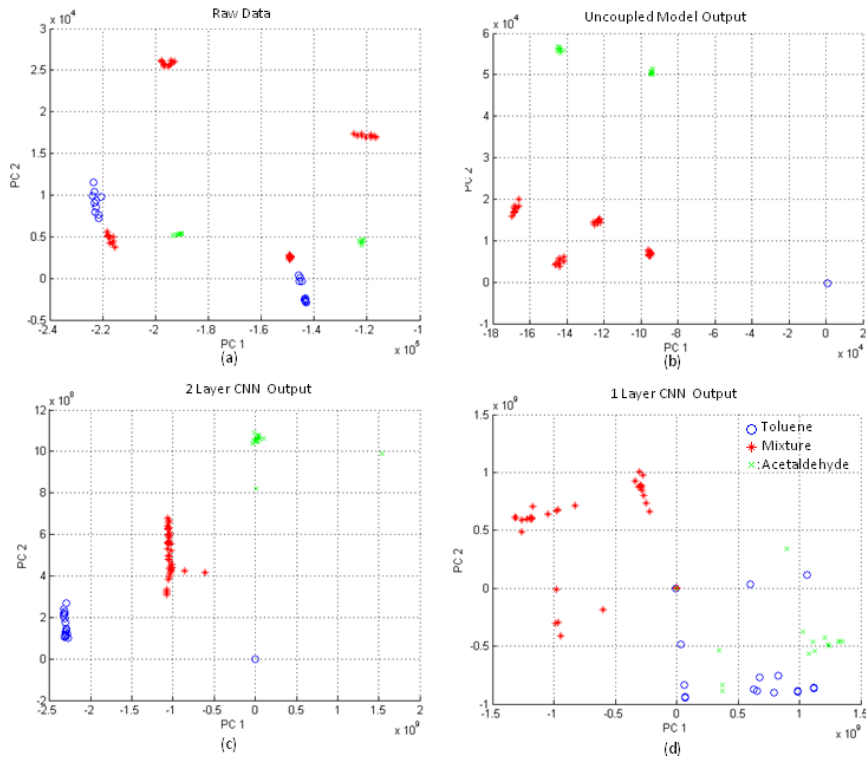 Raw Data
x 10^4
3
2.5
2
1.5
1
0.5
0
-0.5
PC 2
-2.4 -2.2 -2 -1.8 -1.6 -1.4 -1.2 -1
PC 1
x 10^5
(a)
Uncoupled Model Output
x 10^4
6
5
4
3
2
1
0
-1
PC 2
-18 -16 -14 -12 -10 -8 -6 -4 -2 0 2
PC 1
x 10^4
(b)
2 Layer CNN Output
x 10^8
12
10
8
6
4
2
0
-2
PC 2
-2.5 -2 -1.5 -1 -0.5 0 0.5 1 1.5 2
PC 1
x 10^9
(c)
1 Layer CNN Output
x 10^9
1.5
1
0.5
0
-0.5
-1
PC 2
-1.5 -1 -0.5 0 0.5 1 1.5
PC 1
x 10^9
(d)
Toluene
Mixture
:Acetaldehyde